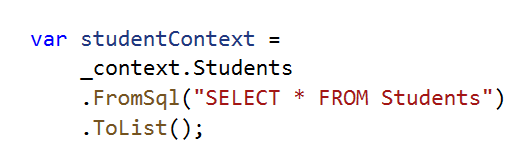 var studentContext =
_context.Students
.FromSql("SELECT * FROM Students")
.ToList();